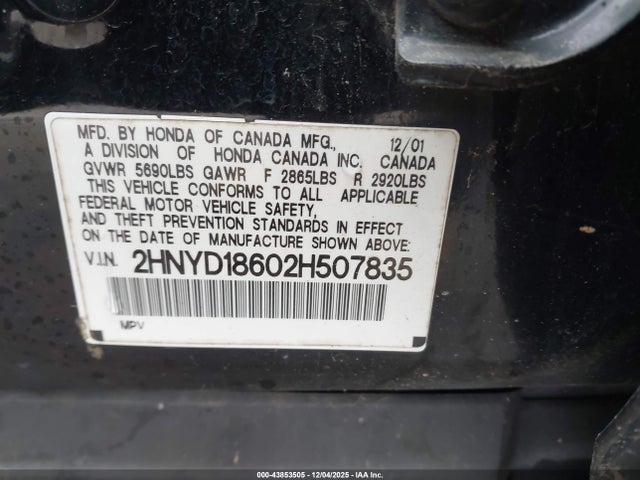 MFD. BY HONDA OF CANADA MFG., 12/01
A DIVISION OF HONDA CANADA INC. CANADA
GVWR 5690LBS GAWR F 2865LBS R 2920LBS
THIS VEHICLE CONFORMS TO ALL APPLICABLE
FEDERAL MOTOR VEHICLE SAFETY,
AND THEFT PREVENTION STANDARDS IN EFFECT
ON THE DATE OF MANUFACTURE SHOWN ABOVE.
V.I.N. 2HNYD18602H507835
MPV
000-43853505 - 12/04/2025 - IAA Inc.